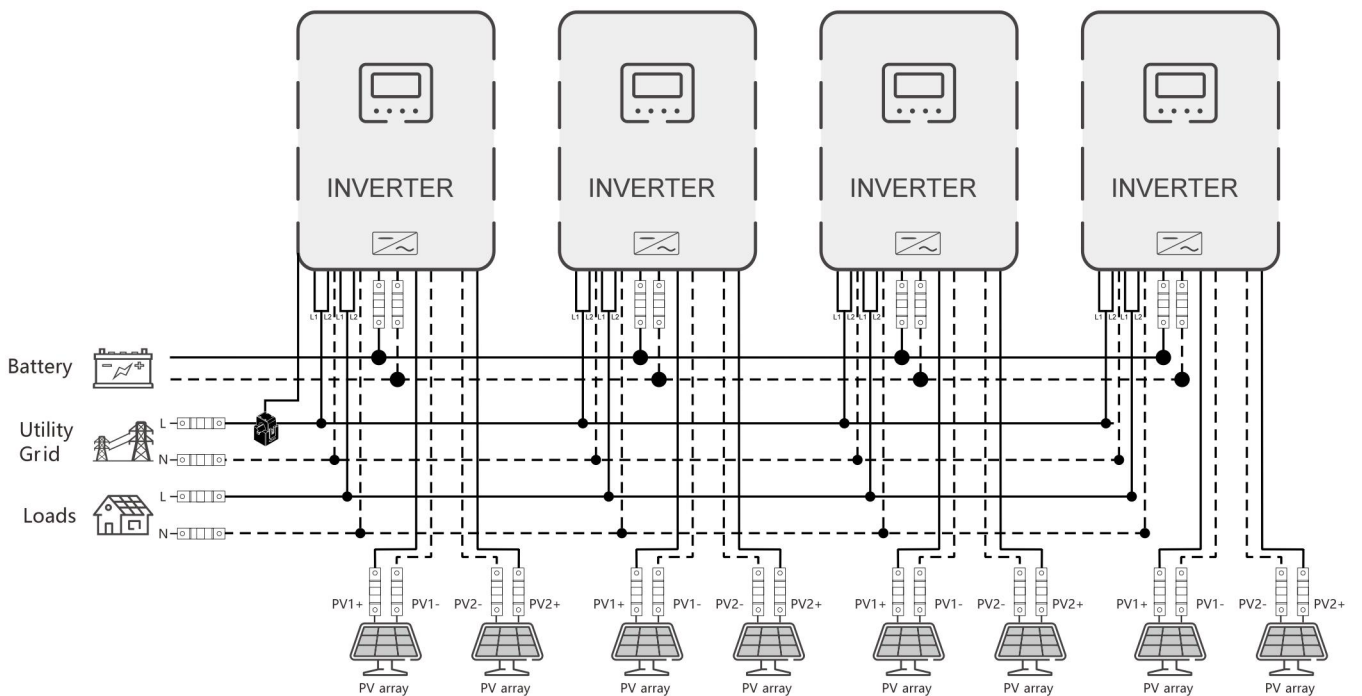 INVERTER
INVERTER
INVERTER
INVERTER
L1 L2 L1 L2
L1 L2 L1 L2
L1 L2 L1 L2
L1 L2 L1 L2
Battery
Utility
Grid
L
N
Loads
L
N
PV1+ PV1- PV2- PV2+
PV1+ PV1- PV2- PV2+
PV1+ PV1- PV2- PV2+
PV1+ PV1- PV2- PV2+
PV array PV array PV array PV array PV array PV array PV array PV array